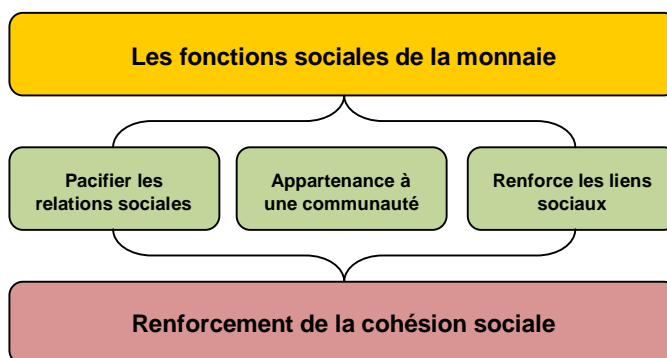 Les fonctions sociales de la monnaie
Pacifier les
relations sociales
Appartenance à
une communauté
Renforce les liens
sociaux
Renforcement de la cohésion sociale